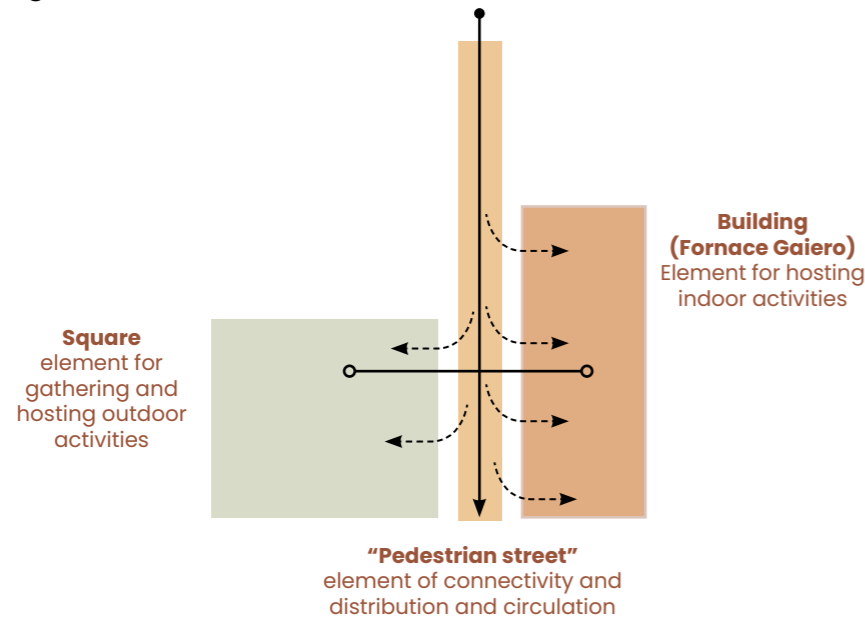 Building
(Fornace Gaiero)
Element for hosting
indoor activities
Square
element for
gathering and
hosting outdoor
activities
“Pedestrian street”
element of connectivity and
distribution and circulation